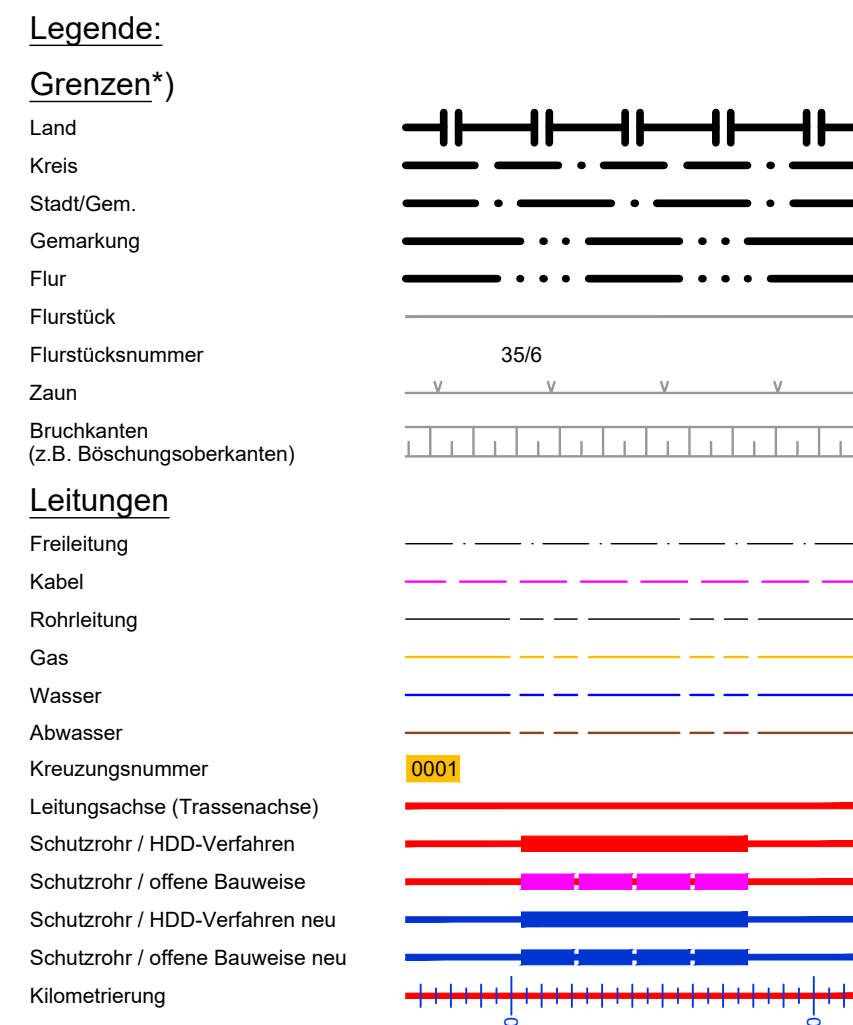 Legende:
Grenzen*)
Land
Kreis
Stadt/Gem.
Gemarkung
Flur
Flurstück
Flurstücksnummer 35/6
Zaun
Bruchkanten
(z.B. Böschungsoberkanten)
Leitungen
Freileitung
Kabel
Rohrleitung
Gas
Wasser
Abwasser
Kreuzungsnummer 0001
Leitungsachse (Trassenachse)
Schutzrohr / HDD-Verfahren
Schutzrohr / offene Bauweise
Schutzrohr / HDD-Verfahren neu
Schutzrohr / offene Bauweise neu
Kilometrierung